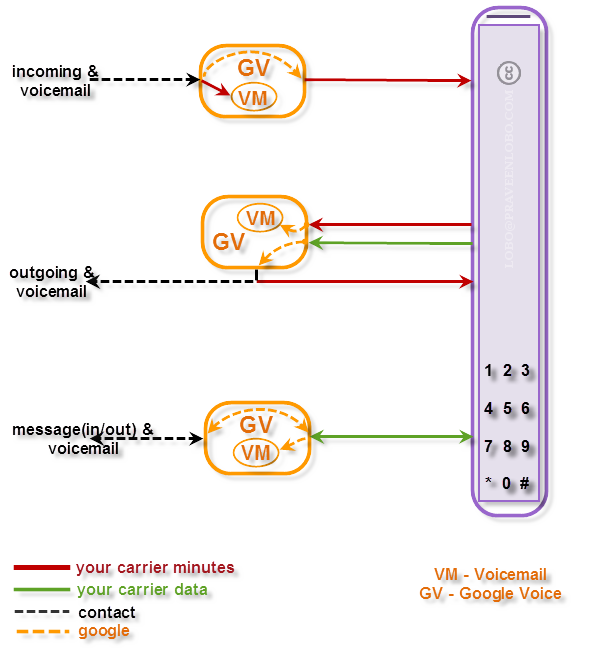 incoming &
voicemail
GV
VM
cc
LOBO@PRAVEENLOBO.COM
VM
GV
outgoing &
voicemail
1 2 3
4 5 6
7 8 9
* 0 #
message(in/out) &
voicemail
GV
VM
your carrier minutes
your carrier data
contact
google
VM - Voicemail
GV - Google Voice